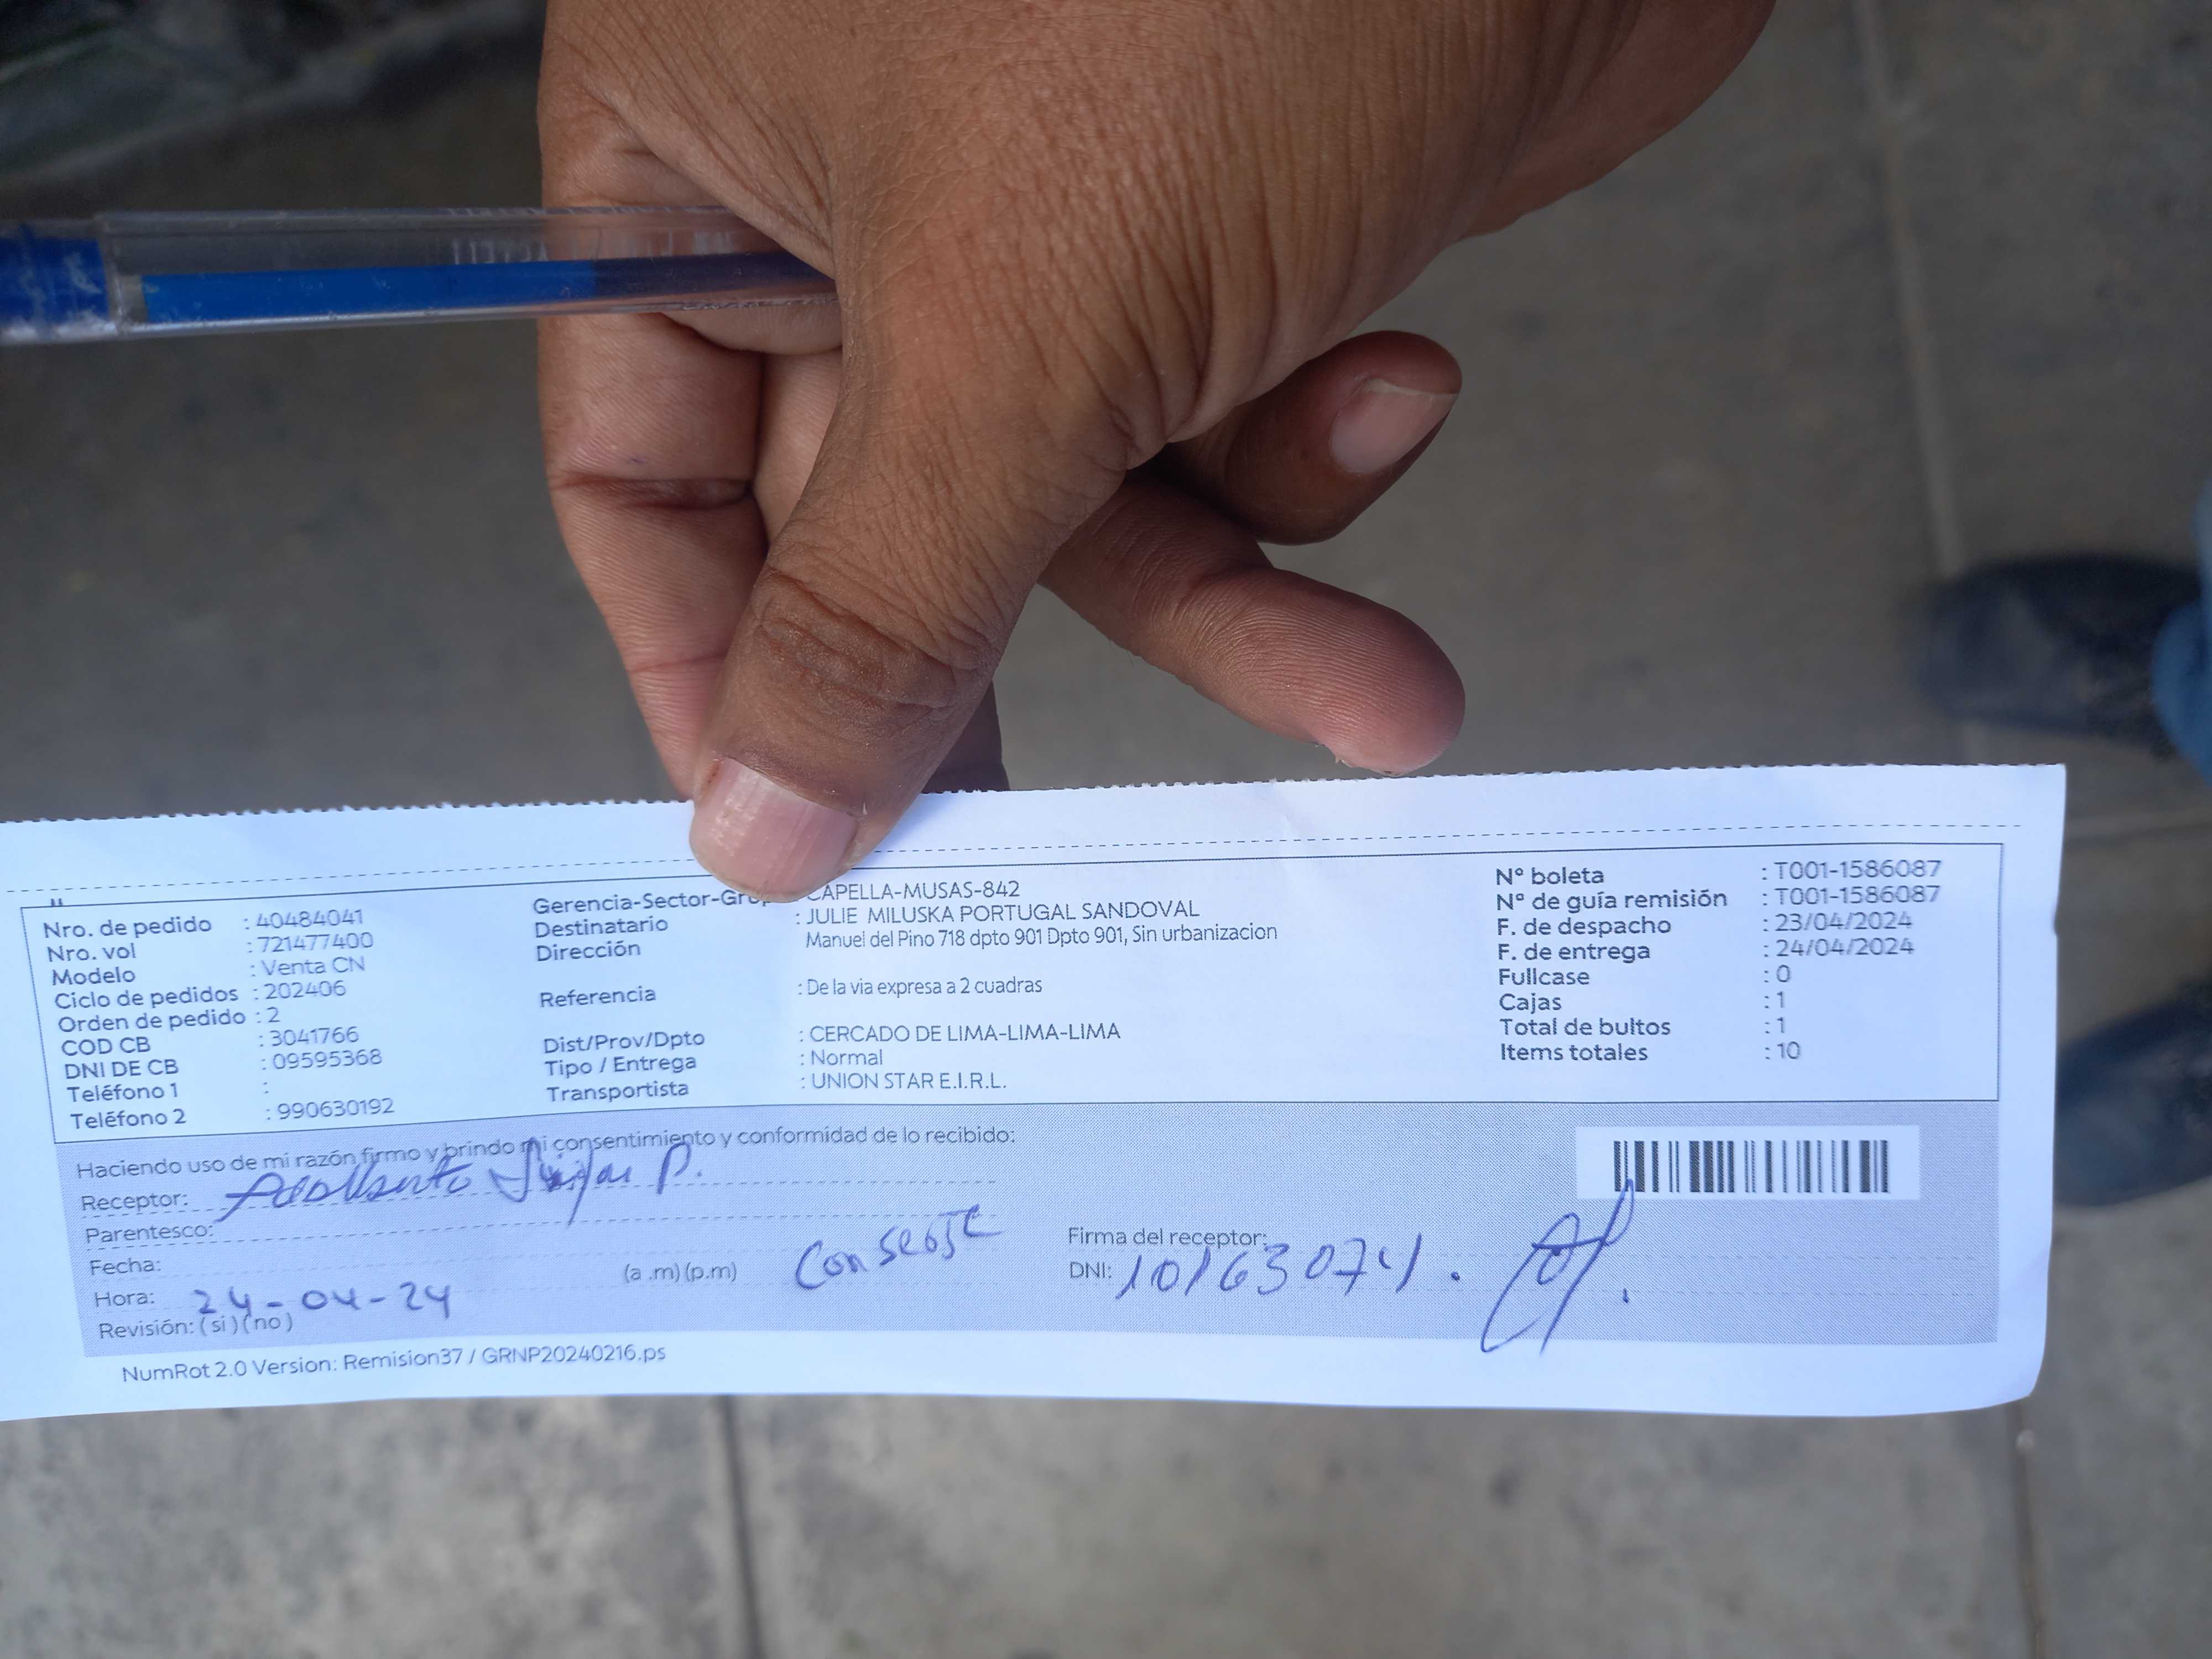 Nro. de pedido : 40484041
Nro. vol : 721477400
Modelo : Venta CN
Ciclo de pedidos : 202406
Orden de pedido : 2
COD CB : 3041766
DNI DE CB : 09595368
Teléfono 1 :
Teléfono 2 : 990630192
Gerencia-Sector-Grup CAPELLA-MUSAS-842
Destinatario : JULIE MILUSKA PORTUGAL SANDOVAL
Dirección Manuel del Pino 718 dpto 901 Dpto 901, Sin urbanizacion
Referencia : De la via expresa a 2 cuadras
Dist/Prov/Dpto : CERCADO DE LIMA-LIMA-LIMA
Tipo / Entrega : Normal
Transportista : UNION STAR E.I.R.L.
N° boleta : T001-1586087
N° de guía remisión : T001-1586087
F. de despacho : 23/04/2024
F. de entrega : 24/04/2024
Fullcase : 0
Cajas : 1
Total de bultos : 1
Items totales : 10
Haciendo uso de mi razón firmo y brindo mi consentimiento y conformidad de lo recibido:
Receptor: P.
Parentesco:
Fecha:
(a .m) (p.m) Conserje
Hora: 24-04-24
Revisión: (si) (no)
Firma del receptor:
DNI: 10163074.
NumRot 2.0 Version: Remision37 / GRNP20240216.ps